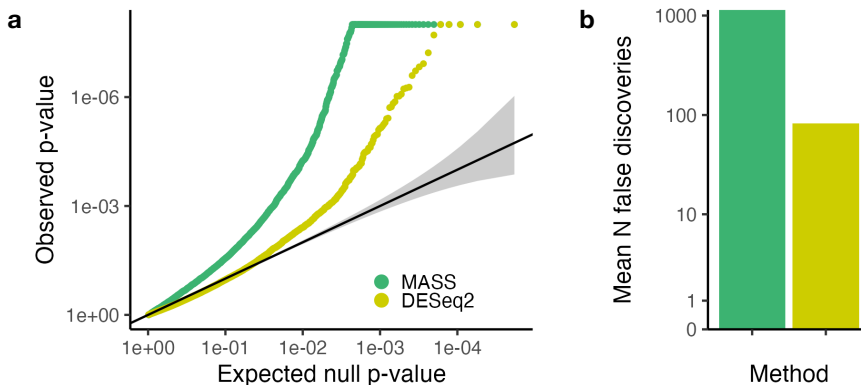 a
Observed p-value
1e-06
1e-03
1e+00
1e+00 1e-01 1e-02 1e-03 1e-04
Expected null p-value
MASS
DESeq2
b
Mean N false discoveries
1000
100
10
1
0
Method